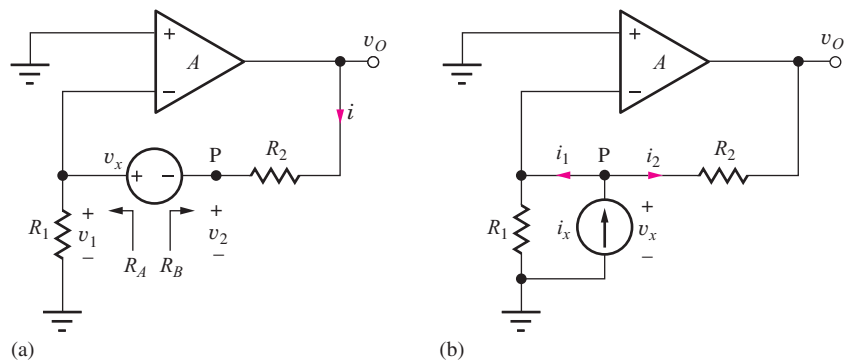 +
A
−
v_O
i
v_x
+
−
P
R_2
R_1
+
v_1
−
R_A
R_B
+
v_2
−
(a)
+
A
−
v_O
i_1
P
i_2
R_2
R_1
i_x
+
v_x
−
(b)